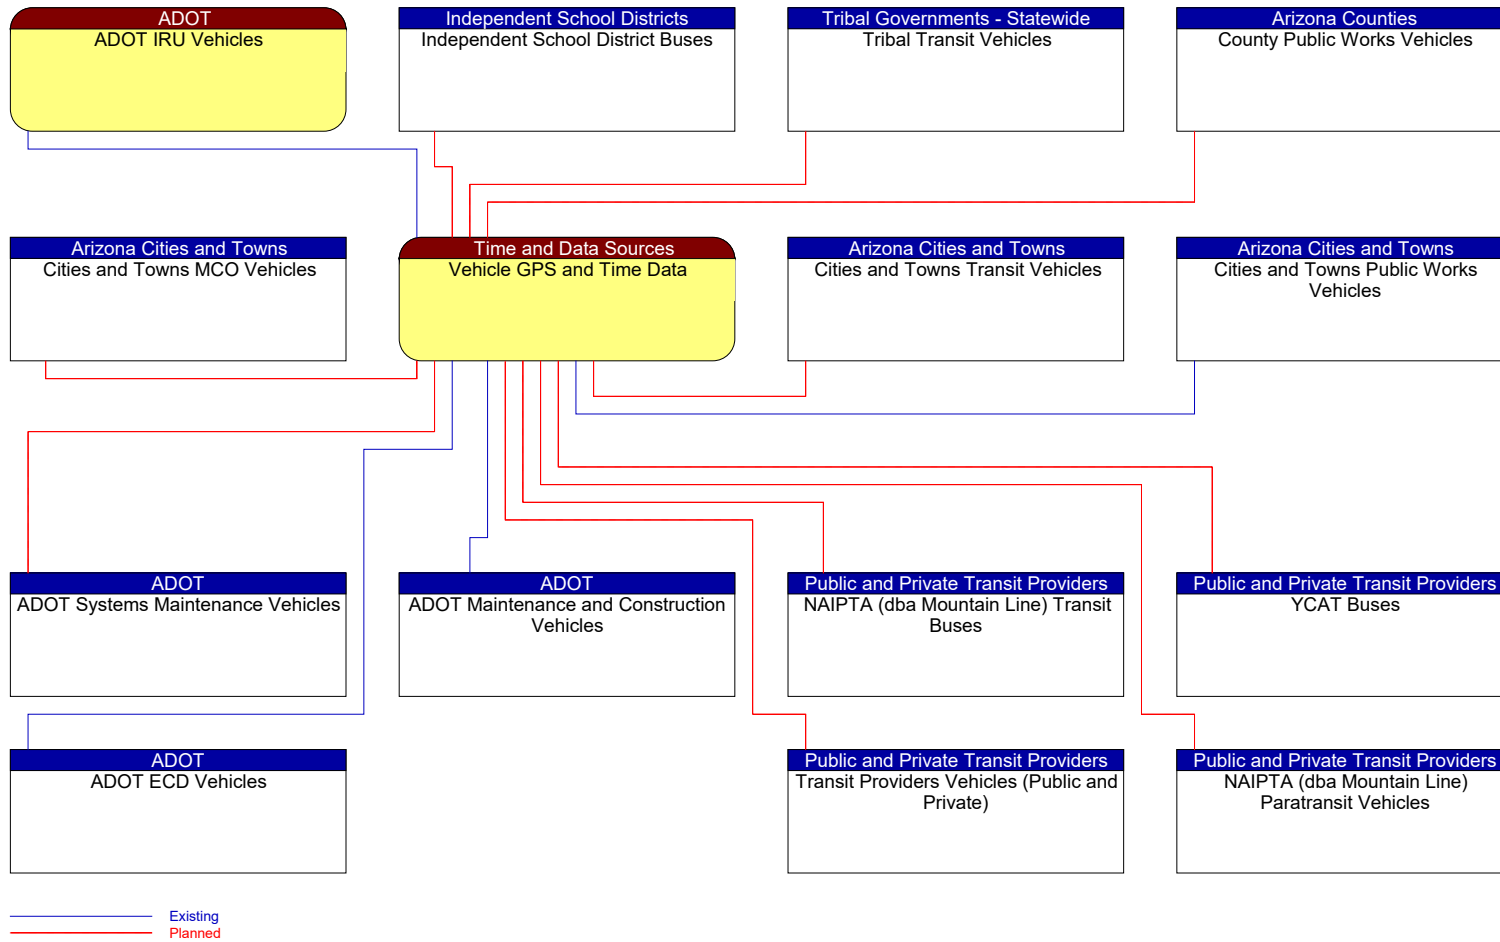 ADOT
ADOT IRU Vehicles
Independent School Districts
Independent School District Buses
Tribal Governments - Statewide
Tribal Transit Vehicles
Arizona Counties
County Public Works Vehicles
Arizona Cities and Towns
Cities and Towns MCO Vehicles
Time and Data Sources
Vehicle GPS and Time Data
Arizona Cities and Towns
Cities and Towns Transit Vehicles
Arizona Cities and Towns
Cities and Towns Public Works
Vehicles
ADOT
ADOT Systems Maintenance Vehicles
ADOT
ADOT Maintenance and Construction
Vehicles
Public and Private Transit Providers
NAIPTA (dba Mountain Line) Transit
Buses
Public and Private Transit Providers
YCAT Buses
ADOT
ADOT ECD Vehicles
Public and Private Transit Providers
Transit Providers Vehicles (Public and
Private)
Public and Private Transit Providers
NAIPTA (dba Mountain Line)
Paratransit Vehicles
Existing
Planned